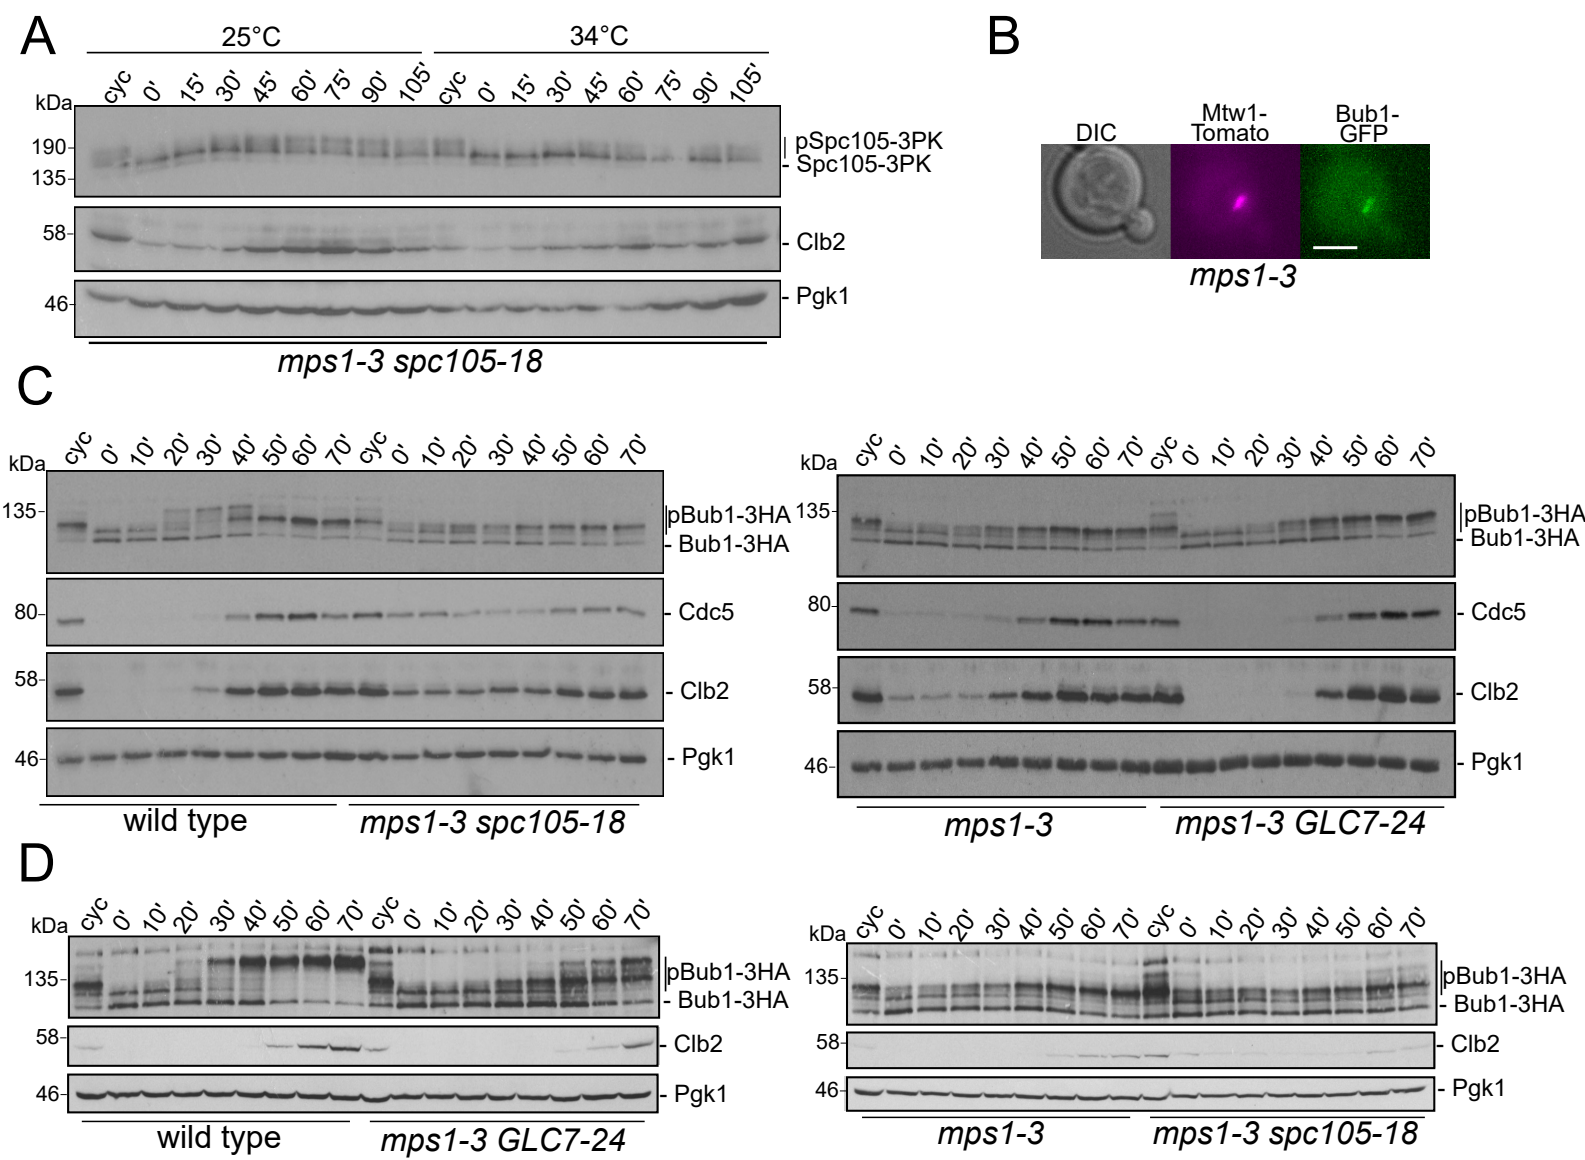 A
25°C 34°C
cyc 0' 15' 30' 45' 60' 75' 90' 105' cyc 0' 15' 30' 45' 60' 75' 90' 105'
kDa
190 pSpc105-3PK
Spc105-3PK
135
58 Clb2
46 Pgk1
mps1-3 spc105-18
B
DIC Mtw1-Tomato Bub1-GFP
mps1-3
C
cyc 0' 10' 20' 30' 40' 50' 60' 70' cyc 0' 10' 20' 30' 40' 50' 60' 70'
kDa
135 pBub1-3HA
Bub1-3HA
80 Cdc5
58 Clb2
46 Pgk1
wild type mps1-3 spc105-18
cyc 0' 10' 20' 30' 40' 50' 60' 70' cyc 0' 10' 20' 30' 40' 50' 60' 70'
kDa
135 pBub1-3HA
Bub1-3HA
80 Cdc5
58 Clb2
46 Pgk1
mps1-3 mps1-3 GLC7-24
D
cyc 0' 10' 20' 30' 40' 50' 60' 70' cyc 0' 10' 20' 30' 40' 50' 60' 70'
kDa
135 pBub1-3HA
Bub1-3HA
58 Clb2
46 Pgk1
wild type mps1-3 GLC7-24
cyc 0' 10' 20' 30' 40' 50' 60' 70' cyc 0' 10' 20' 30' 40' 50' 60' 70'
kDa
135 pBub1-3HA
Bub1-3HA
58 Clb2
46 Pgk1
mps1-3 mps1-3 spc105-18